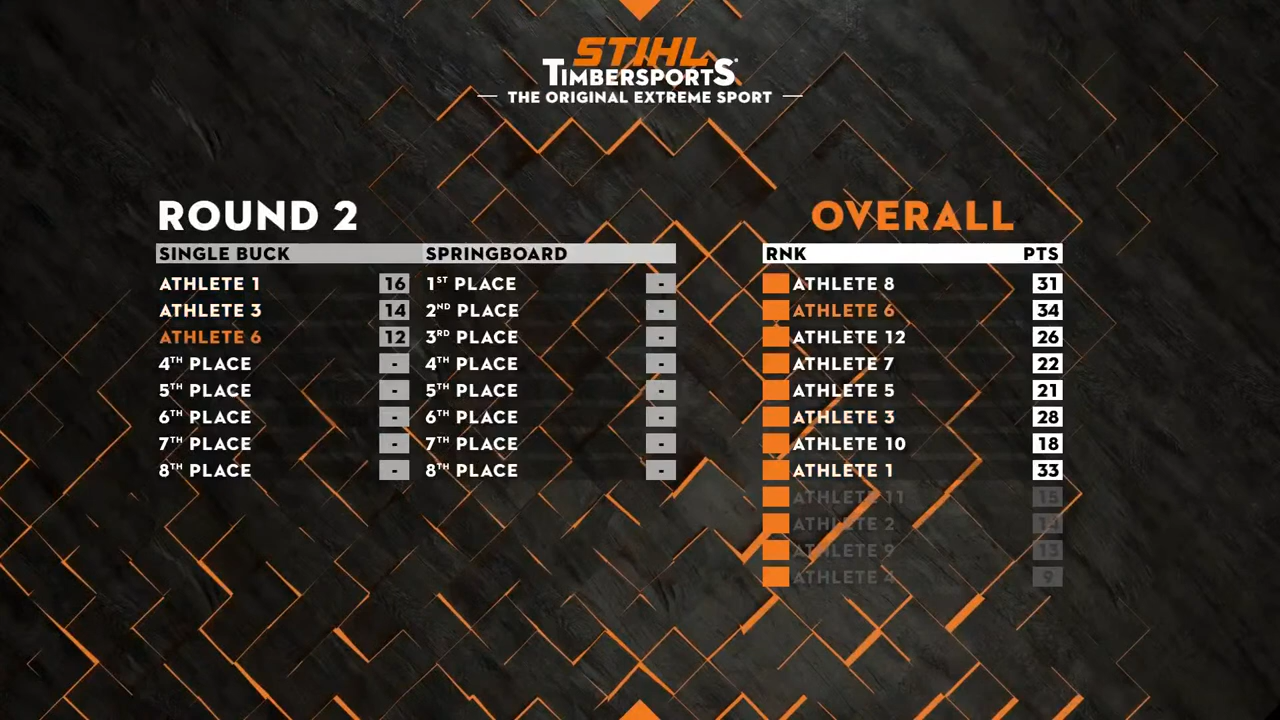 STIHL
TIMBERSPORTS®
THE ORIGINAL EXTREME SPORT
ROUND 2
SINGLE BUCK
ATHLETE 1 16
ATHLETE 3 14
ATHLETE 6 12
4TH PLACE -
5TH PLACE -
6TH PLACE -
7TH PLACE -
8TH PLACE -
SPRINGBOARD
1ST PLACE -
2ND PLACE -
3RD PLACE -
4TH PLACE -
5TH PLACE -
6TH PLACE -
7TH PLACE -
8TH PLACE -
OVERALL
RNK PTS
ATHLETE 8 31
ATHLETE 6 34
ATHLETE 12 26
ATHLETE 7 22
ATHLETE 5 21
ATHLETE 3 28
ATHLETE 10 18
ATHLETE 1 33
ATHLETE 11 15
ATHLETE 2
ATHLETE 9 13
ATHLETE 4 9